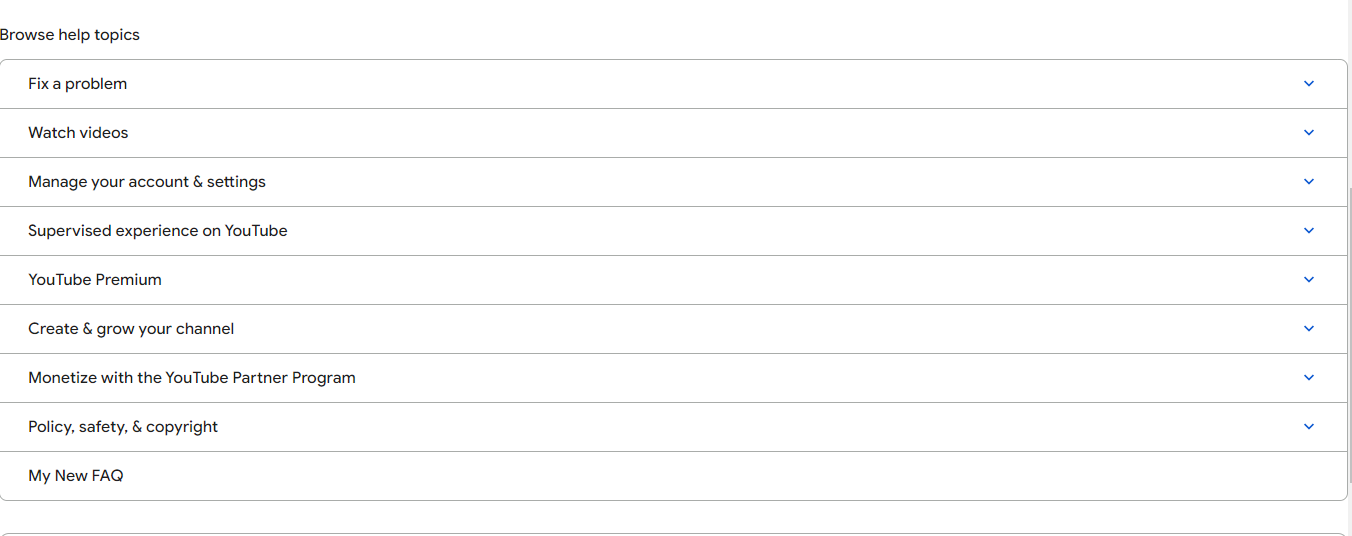 Browse help topics
Fix a problem
Watch videos
Manage your account & settings
Supervised experience on YouTube
YouTube Premium
Create & grow your channel
Monetize with the YouTube Partner Program
Policy, safety, & copyright
My New FAQ